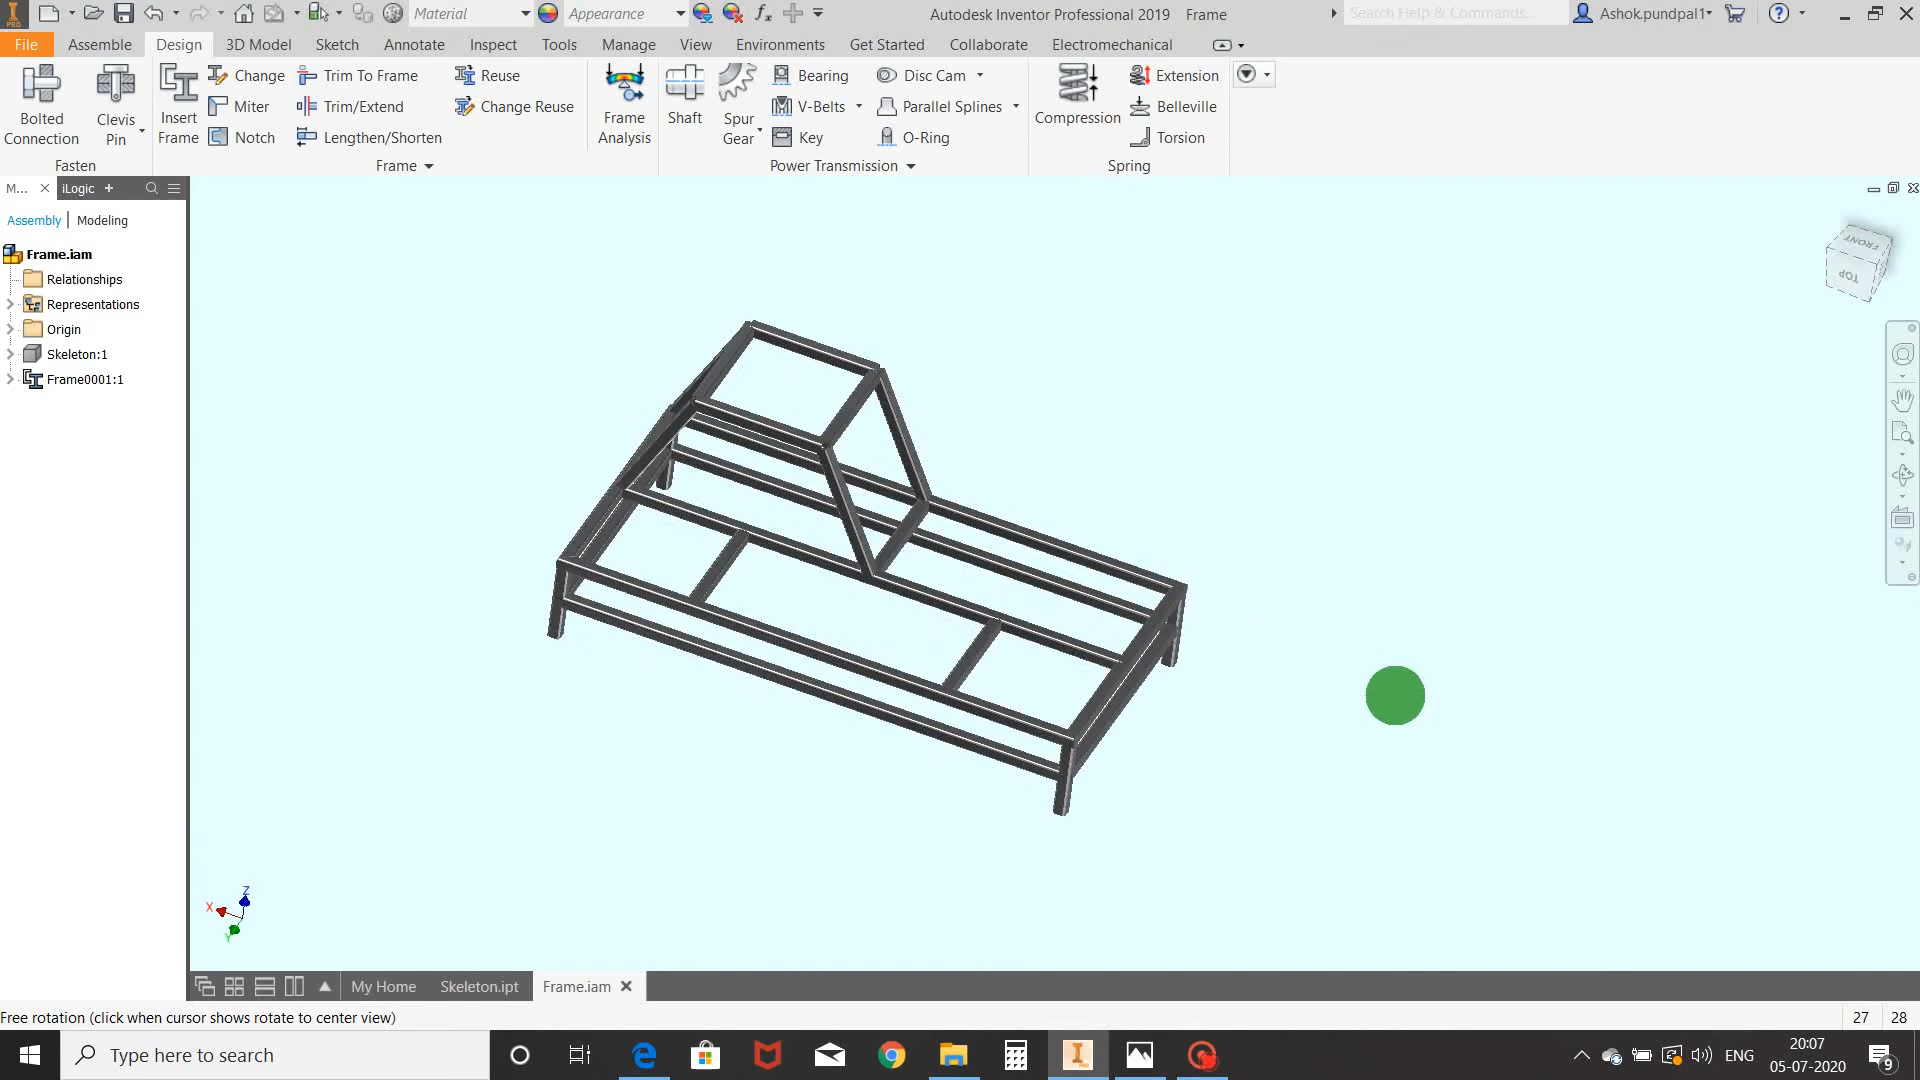 Material
Appearance
Autodesk Inventor Professional 2019 Frame
Search Help & Commands...
Ashok.pundpal1
File Assemble Design 3D Model Sketch Annotate Inspect Tools Manage View Environments Get Started Collaborate Electromechanical
Bolted Connection
Clevis Pin
Fasten
Insert Frame
Change
Miter
Notch
Trim To Frame
Trim/Extend
Lengthen/Shorten
Reuse
Change Reuse
Frame
Frame Analysis
Shaft
Spur Gear
Bearing
V-Belts
Key
Disc Cam
Parallel Splines
O-Ring
Power Transmission
Compression
Extension
Belleville
Torsion
Spring
M... iLogic +
Assembly | Modeling
Frame.iam
Relationships
Representations
Origin
Skeleton:1
Frame0001:1
FRONT
TOP
Z
X
Y
My Home Skeleton.ipt Frame.iam
Free rotation (click when cursor shows rotate to center view)
27 28
Type here to search
ENG
20:07
05-07-2020
9